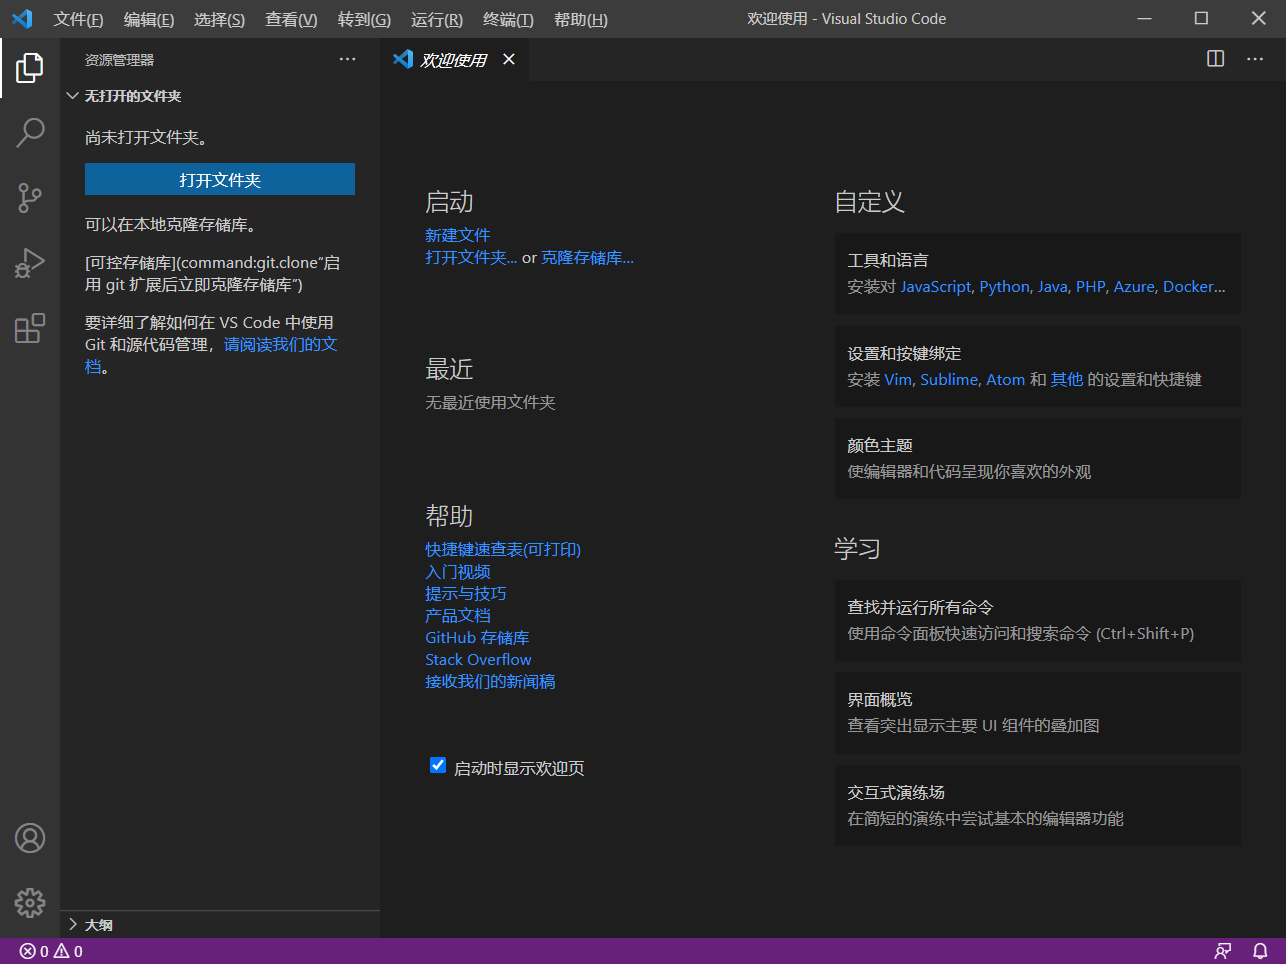 文件(F) 编辑(E) 选择(S) 查看(V) 转到(G) 运行(R) 终端(T) 帮助(H) 欢迎使用 - Visual Studio Code
资源管理器
无打开的文件夹
尚未打开文件夹。
打开文件夹
可以在本地克隆存储库。
[可控存储库](command:git.clone“启
用 git 扩展后立即克隆存储库”)
要详细了解如何在 VS Code 中使用
Git 和源代码管理，请阅读我们的文
档。
大纲
欢迎使用
启动
新建文件
打开文件夹... or 克隆存储库...
最近
无最近使用文件夹
帮助
快捷键速查表(可打印)
入门视频
提示与技巧
产品文档
GitHub 存储库
Stack Overflow
接收我们的新闻稿
启动时显示欢迎页
自定义
工具和语言
安装对 JavaScript, Python, Java, PHP, Azure, Docker...
设置和按键绑定
安装 Vim, Sublime, Atom 和 其他 的设置和快捷键
颜色主题
使编辑器和代码呈现你喜欢的外观
学习
查找并运行所有命令
使用命令面板快速访问和搜索命令 (Ctrl+Shift+P)
界面概览
查看突出显示主要 UI 组件的叠加图
交互式演练场
在简短的演练中尝试基本的编辑器功能
0 0